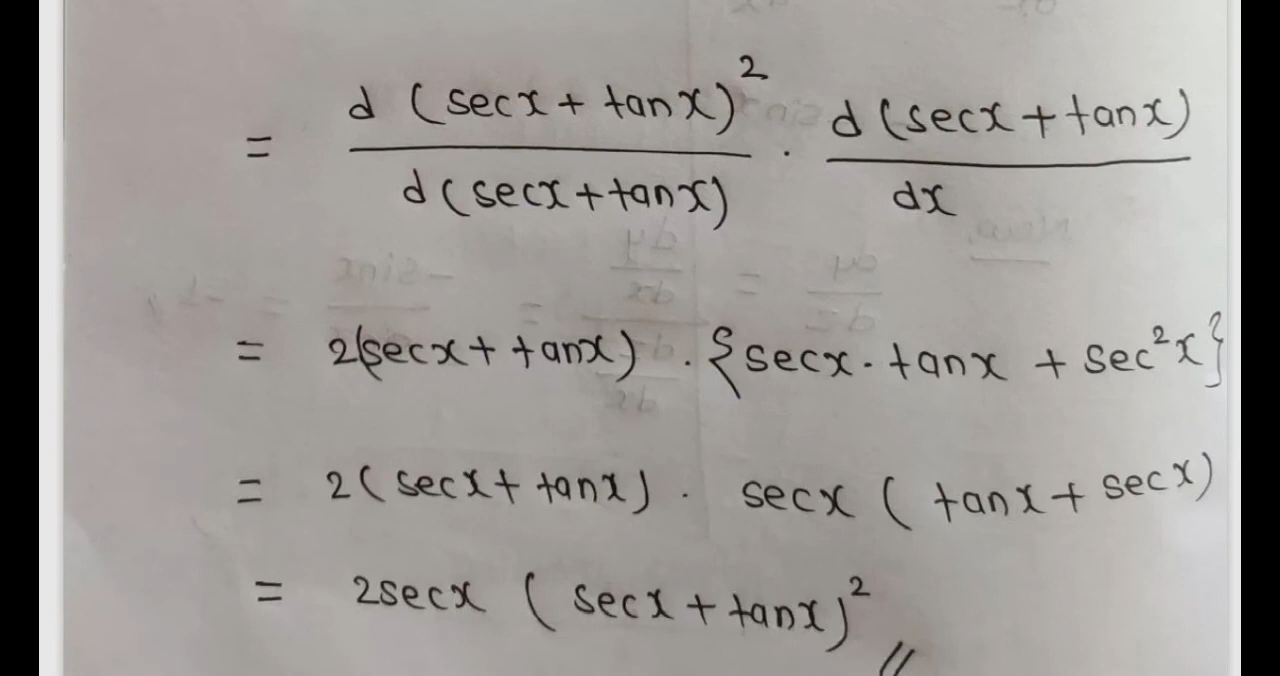 = d (secx + tanx)² / d(secx + tanx) · d (secx + tanx) / dx
= 2(secx + tanx) · {secx · tanx + sec²x}
= 2(secx + tanx) · secx (tanx + secx)
= 2secx (secx + tanx)² //